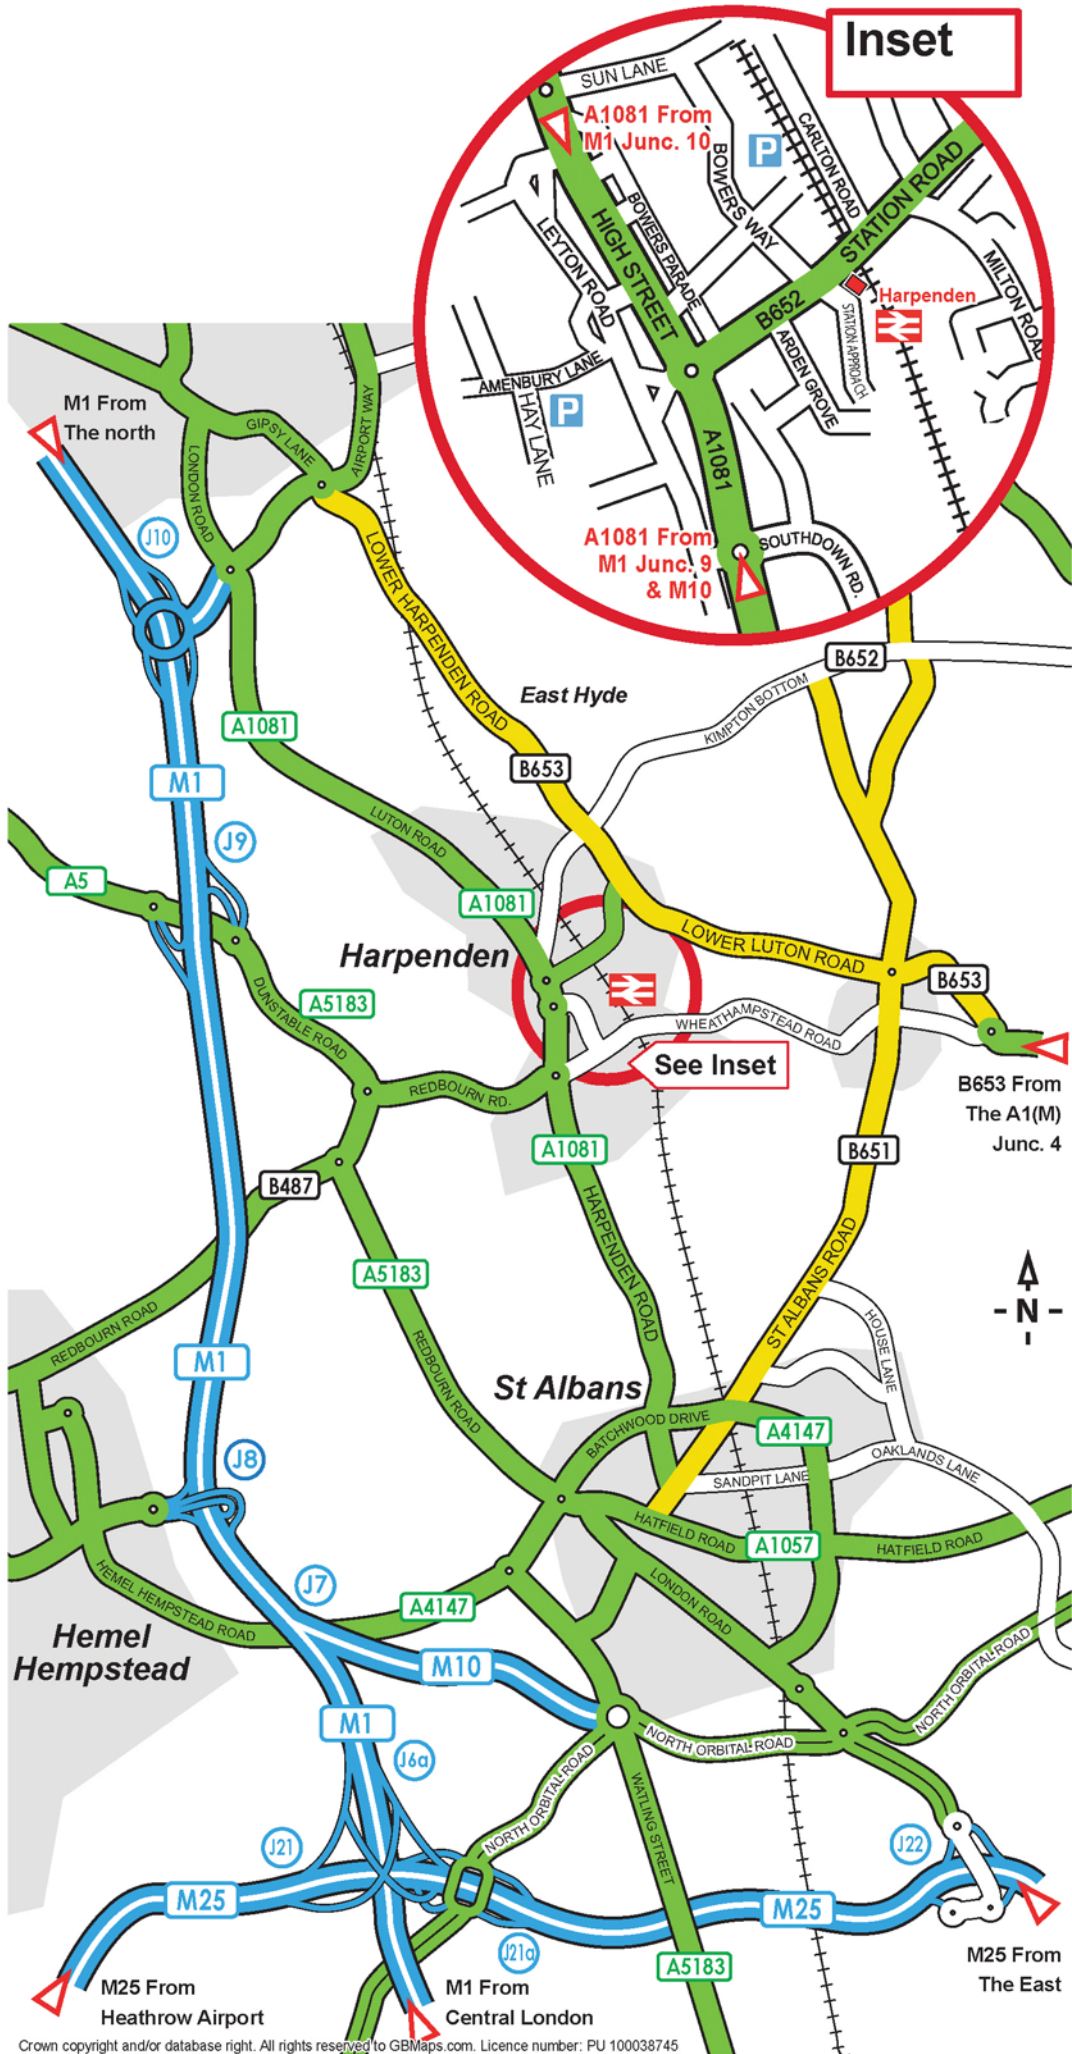 Inset
SUN LANE
A1081 From
M1 Junc. 10
P
CARLTON ROAD
BOWERS WAY
STATION ROAD
BOWERS PARADE
HIGH STREET
LEYTON ROAD
MILTON ROAD
Harpenden
B652
STATION APPROACH
ARDEN GROVE
AMENBURY LANE
HAY LANE
P
A1081
A1081 From
M1 Junc. 9
& M10
SOUTHDOWN RD.
M1 From
The north
GIPSY LANE
AIRPORT WAY
LONDON ROAD
J10
LOWER HARPENDEN ROAD
B652
KIMPTON BOTTOM
East Hyde
A1081
B653
M1
J9
LUTON ROAD
A5
A1081
LOWER LUTON ROAD
Harpenden
B653
A5183
DUNSTABLE ROAD
WHEATHAMPSTEAD ROAD
See Inset
REDBOURN RD.
B653 From
The A1(M)
Junc. 4
A1081
B651
B487
HARPENDEN ROAD
A5183
ST ALBANS ROAD
N
REDBOURN ROAD
HOUSE LANE
M1
REDBOURN ROAD
St Albans
BATCHWOOD DRIVE
A4147
OAKLANDS LANE
J8
SANDPIT LANE
HATFIELD ROAD
A1057
HATFIELD ROAD
J7
HEMEL HEMPSTEAD ROAD
A4147
LONDON ROAD
Hemel
Hempstead
M10
NORTH ORBITAL ROAD
M1
NORTH ORBITAL ROAD
J6a
NORTH ORBITAL ROAD
WATLING STREET
J21
J22
M25
M25
J21a
A5183
M25 From
Heathrow Airport
M1 From
Central London
M25 From
The East
Crown copyright and/or database right. All rights reserved to GBMaps.com. Licence number: PU 100038745